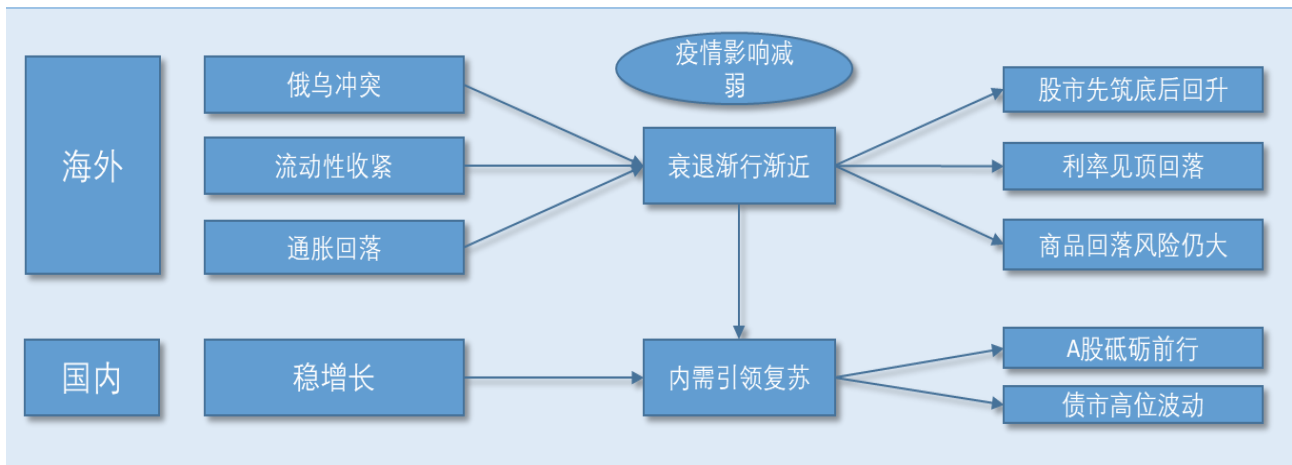 海外
俄乌冲突
流动性收紧
通胀回落
疫情影响减
弱
衰退渐行渐近
股市先筑底后回升
利率见顶回落
商品回落风险仍大
国内
稳增长
内需引领复苏
A股砥砺前行
债市高位波动